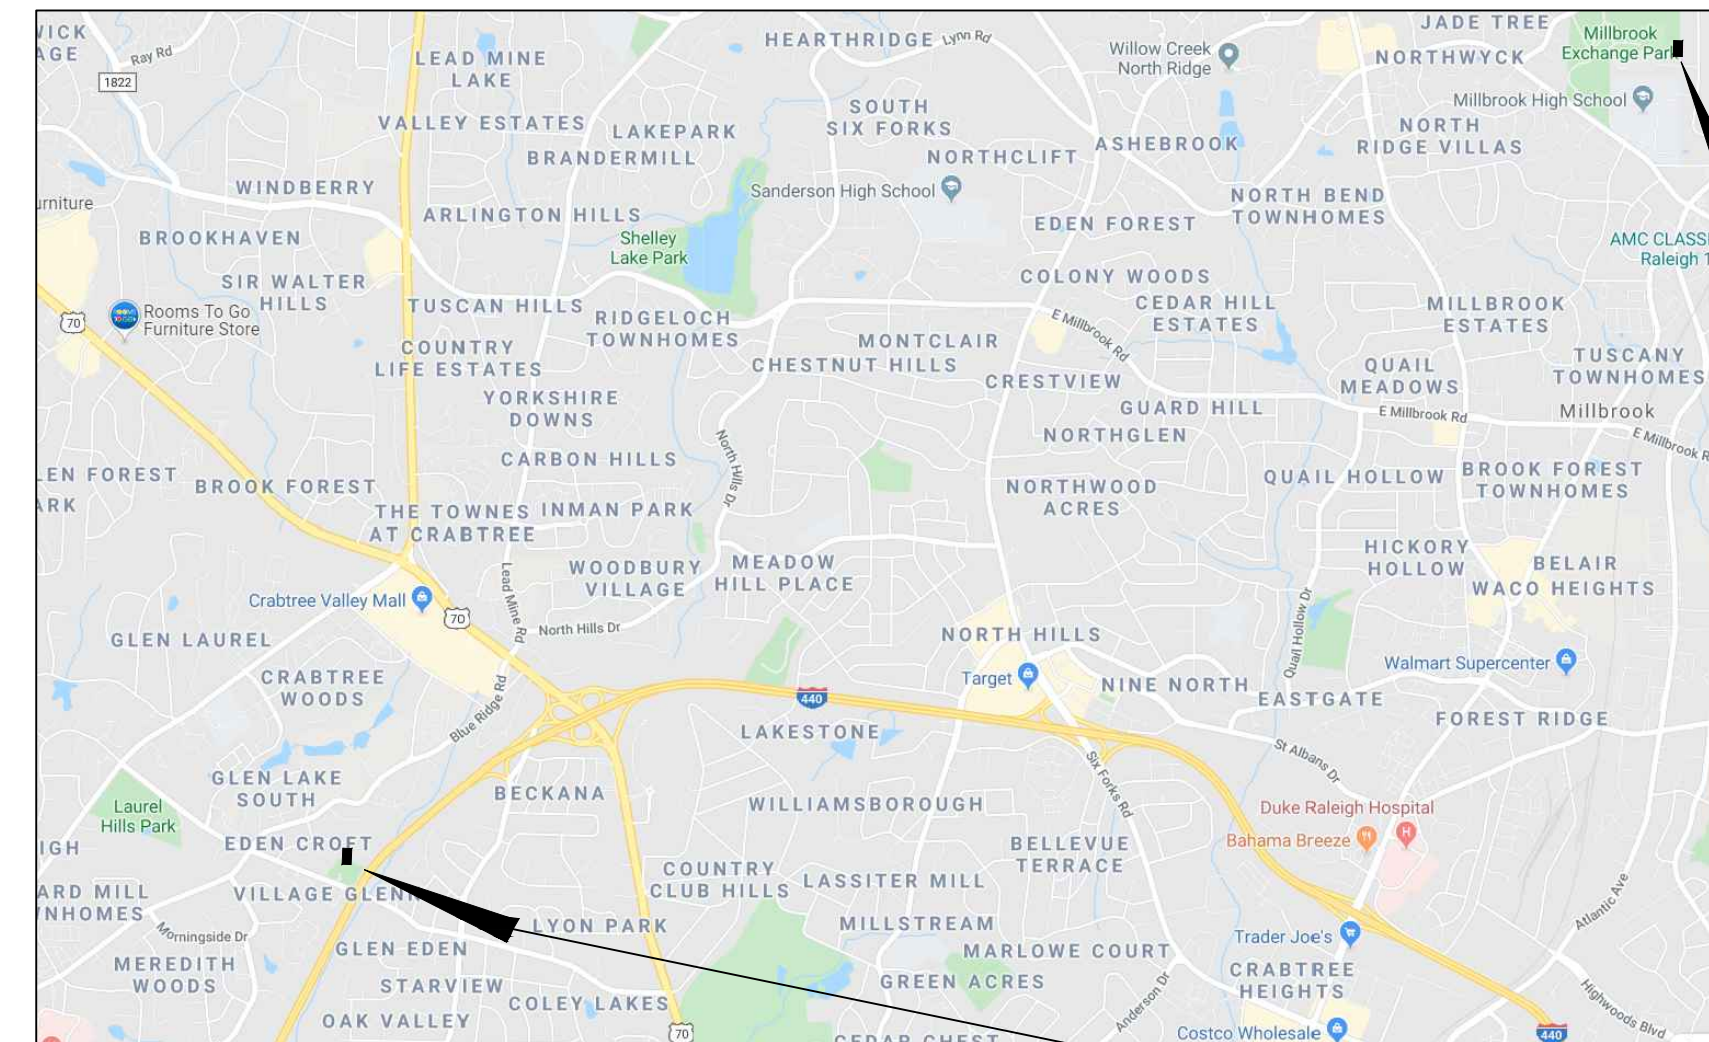 JADE TREE
Millbrook
Exchange Park
HEARTHRIDGE
Lynn Rd
Willow Creek
North Ridge
NORTHWYCK
Ray Rd
1822
LEAD MINE
LAKE
Millbrook High School
SOUTH
SIX FORKS
VALLEY ESTATES
LAKEPARK
BRANDERMILL
NORTHCLIFT
ASHEBROOK
NORTH
RIDGE VILLAS
WINDBERRY
Sanderson High School
NORTH BEND
TOWNHOMES
ARLINGTON HILLS
EDEN FOREST
BROOKHAVEN
Shelley
Lake Park
AMC CLASSI
Raleigh 1
SIR WALTER
HILLS
COLONY WOODS
TUSCAN HILLS
RIDGELOCH
TOWNHOMES
CEDAR HILL
ESTATES
MILLBROOK
ESTATES
70
Rooms To Go
Furniture Store
E Millbrook Rd
COUNTRY
LIFE ESTATES
MONTCLAIR
CHESTNUT HILLS
QUAIL
MEADOWS
TUSCANY
TOWNHOMES
CRESTVIEW
YORKSHIRE
DOWNS
GUARD HILL
E Millbrook Rd
Millbrook
NORTHGLEN
E Millbrook R
North Hills Dr
CARBON HILLS
LEN FOREST
ARK
BROOK FOREST
QUAIL HOLLOW
BROOK FOREST
TOWNHOMES
NORTHWOOD
ACRES
THE TOWNES
AT CRABTREE
INMAN PARK
HICKORY
HOLLOW
BELAIR
WACO HEIGHTS
WOODBURY
VILLAGE
MEADOW
HILL PLACE
Lead Mine Rd
Crabtree Valley Mall
70
North Hills Dr
Quail Hollow Dr
GLEN LAUREL
NORTH HILLS
Walmart Supercenter
CRABTREE
WOODS
Target
NINE NORTH
EASTGATE
440
Blue Ridge Rd
FOREST RIDGE
LAKESTONE
St Albans Dr
Six Forks Rd
GLEN LAKE
SOUTH
BECKANA
WILLIAMSBOROUGH
Duke Raleigh Hospital
Laurel
Hills Park
Bahama Breeze
H
EDEN CROFT
BELLEVUE
TERRACE
IGH
COUNTRY
CLUB HILLS
LASSITER MILL
ARD MILL
VILLAGE GLEN
Atlantic Ave
LYON PARK
MILLSTREAM
Morningside Dr
Trader Joe's
GLEN EDEN
MARLOWE COURT
MEREDITH
WOODS
CRABTREE
HEIGHTS
STARVIEW
GREEN ACRES
COLEY LAKES
Anderson Dr
Highwoods Blvd
OAK VALLEY
70
CEDAR CHEST
Costco Wholesale
440